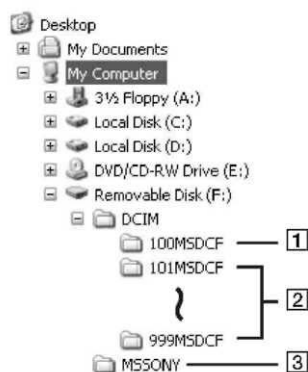 Desktop
My Documents
My Computer
3½ Floppy (A:)
Local Disk (C:)
Local Disk (D:)
DVD/CD-RW Drive (E:)
Removable Disk (F:)
DCIM
100MSDCF 1
101MSDCF
2
999MSDCF
MSSONY 3